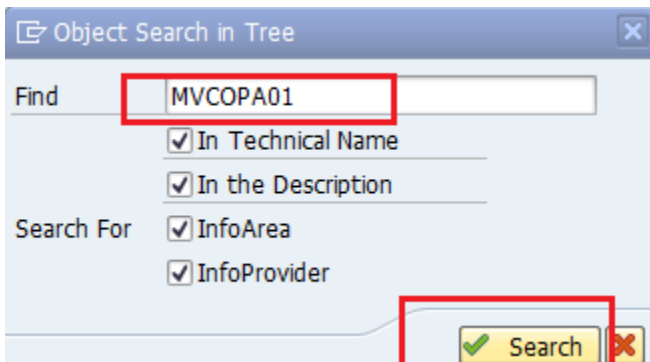 Object Search in Tree
Find MVCOPA01
In Technical Name
In the Description
Search For InfoArea
InfoProvider
Search